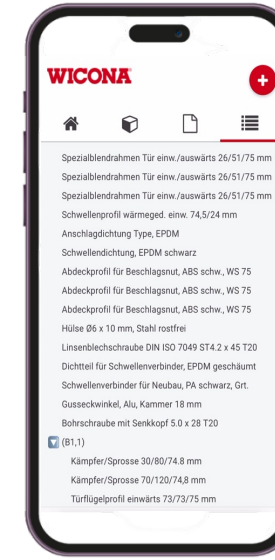 WICONA
Spezialblendrahmen Tür einw./auswärts 26/51/75 mm
Spezialblendrahmen Tür einw./auswärts 26/51/75 mm
Spezialblendrahmen Tür einw./auswärts 26/51/75 mm
Schwellenprofil wärmeged. einw. 74,5/24 mm
Anschlagdichtung Type, EPDM
Schwellendichtung, EPDM schwarz
Abdeckprofil für Beschlagsnut, ABS schw., WS 75
Abdeckprofil für Beschlagsnut, ABS schw., WS 75
Abdeckprofil für Beschlagsnut, ABS schw., WS 75
Hülse Ø6 x 10 mm, Stahl rostfrei
Linsenblechschraube DIN ISO 7049 ST4.2 x 45 T20
Dichtteil für Schwellenverbinder, EPDM geschäumt
Schwellenverbinder für Neubau, PA schwarz, Grt.
Gusseckwinkel, Alu, Kammer 18 mm
Bohrschraube mit Senkkopf 5.0 x 28 T20
(B1,1)
Kämpfer/Sprosse 30/80/74.8 mm
Kämpfer/Sprosse 70/120/74,8 mm
Türflügelprofil einwärts 73/73/75 mm